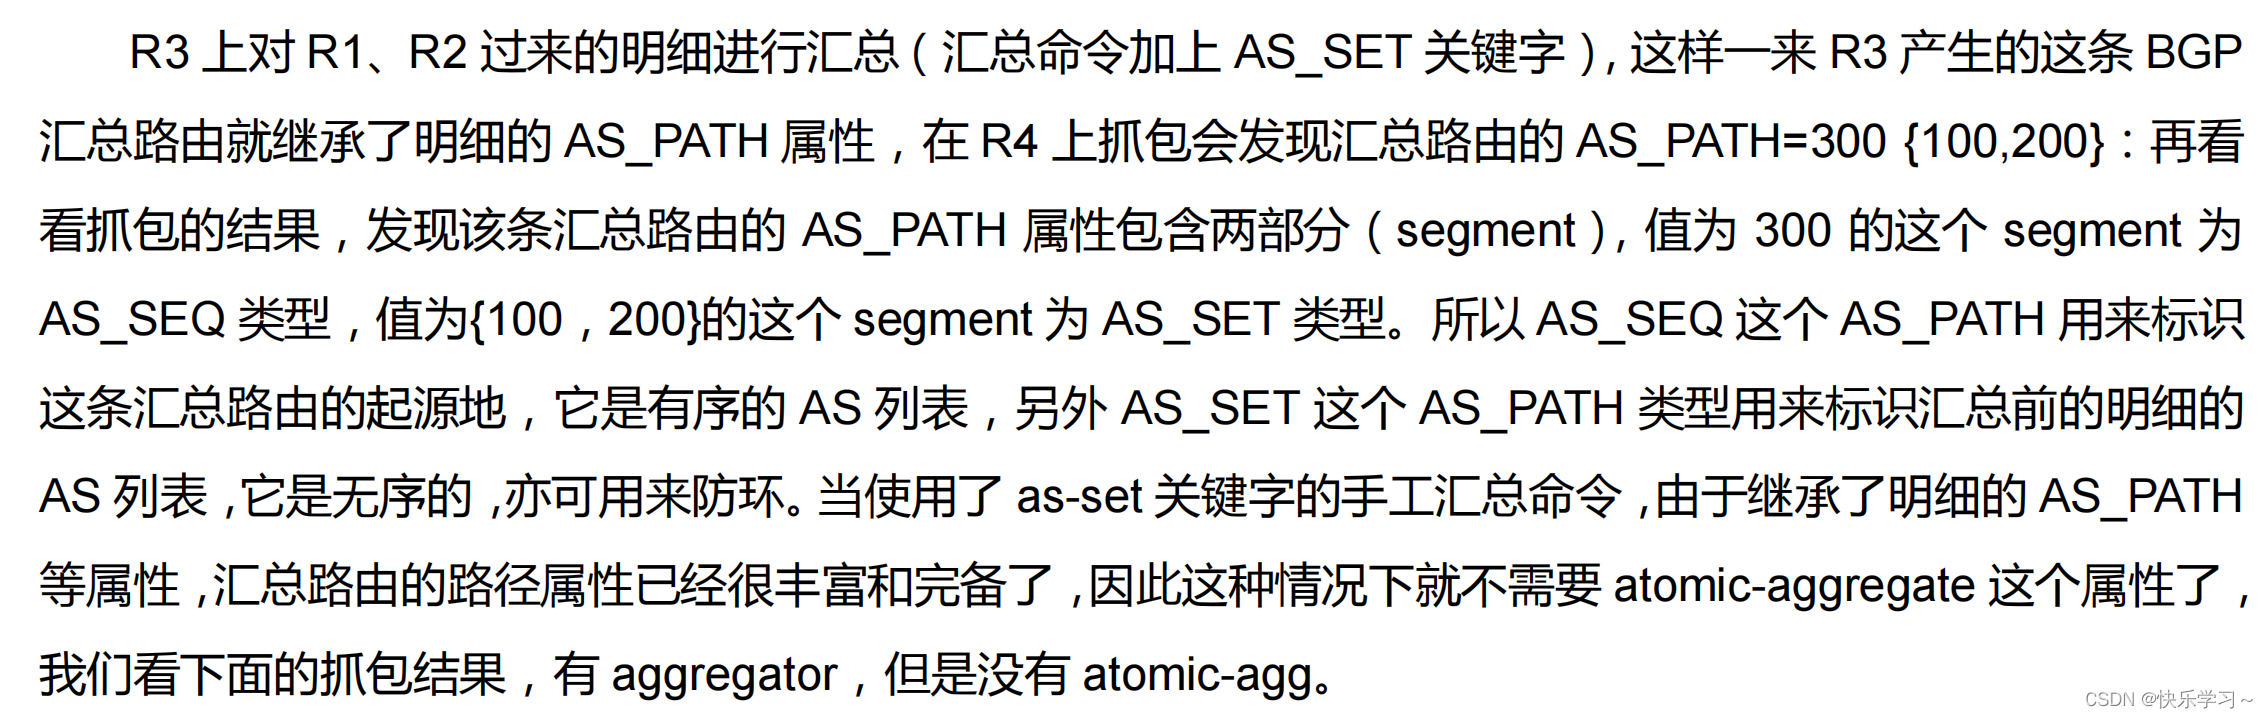 R3 上对 R1、R2 过来的明细进行汇总（汇总命令加上 AS_SET 关键字），这样一来 R3 产生的这条 BGP
汇总路由就继承了明细的 AS_PATH 属性，在 R4 上抓包会发现汇总路由的 AS_PATH=300 {100,200}：再看
看抓包的结果，发现该条汇总路由的 AS_PATH 属性包含两部分（segment），值为 300 的这个 segment 为
AS_SEQ 类型，值为{100，200}的这个 segment 为 AS_SET 类型。所以 AS_SEQ 这个 AS_PATH 用来标识
这条汇总路由的起源地，它是有序的 AS 列表，另外 AS_SET 这个 AS_PATH 类型用来标识汇总前的明细的
AS 列表，它是无序的，亦可用来防环。当使用了 as-set 关键字的手工汇总命令，由于继承了明细的 AS_PATH
等属性，汇总路由的路径属性已经很丰富和完备了，因此这种情况下就不需要 atomic-aggregate 这个属性了，
我们看下面的抓包结果，有 aggregator，但是没有 atomic-agg。
CSDN @快乐学习～